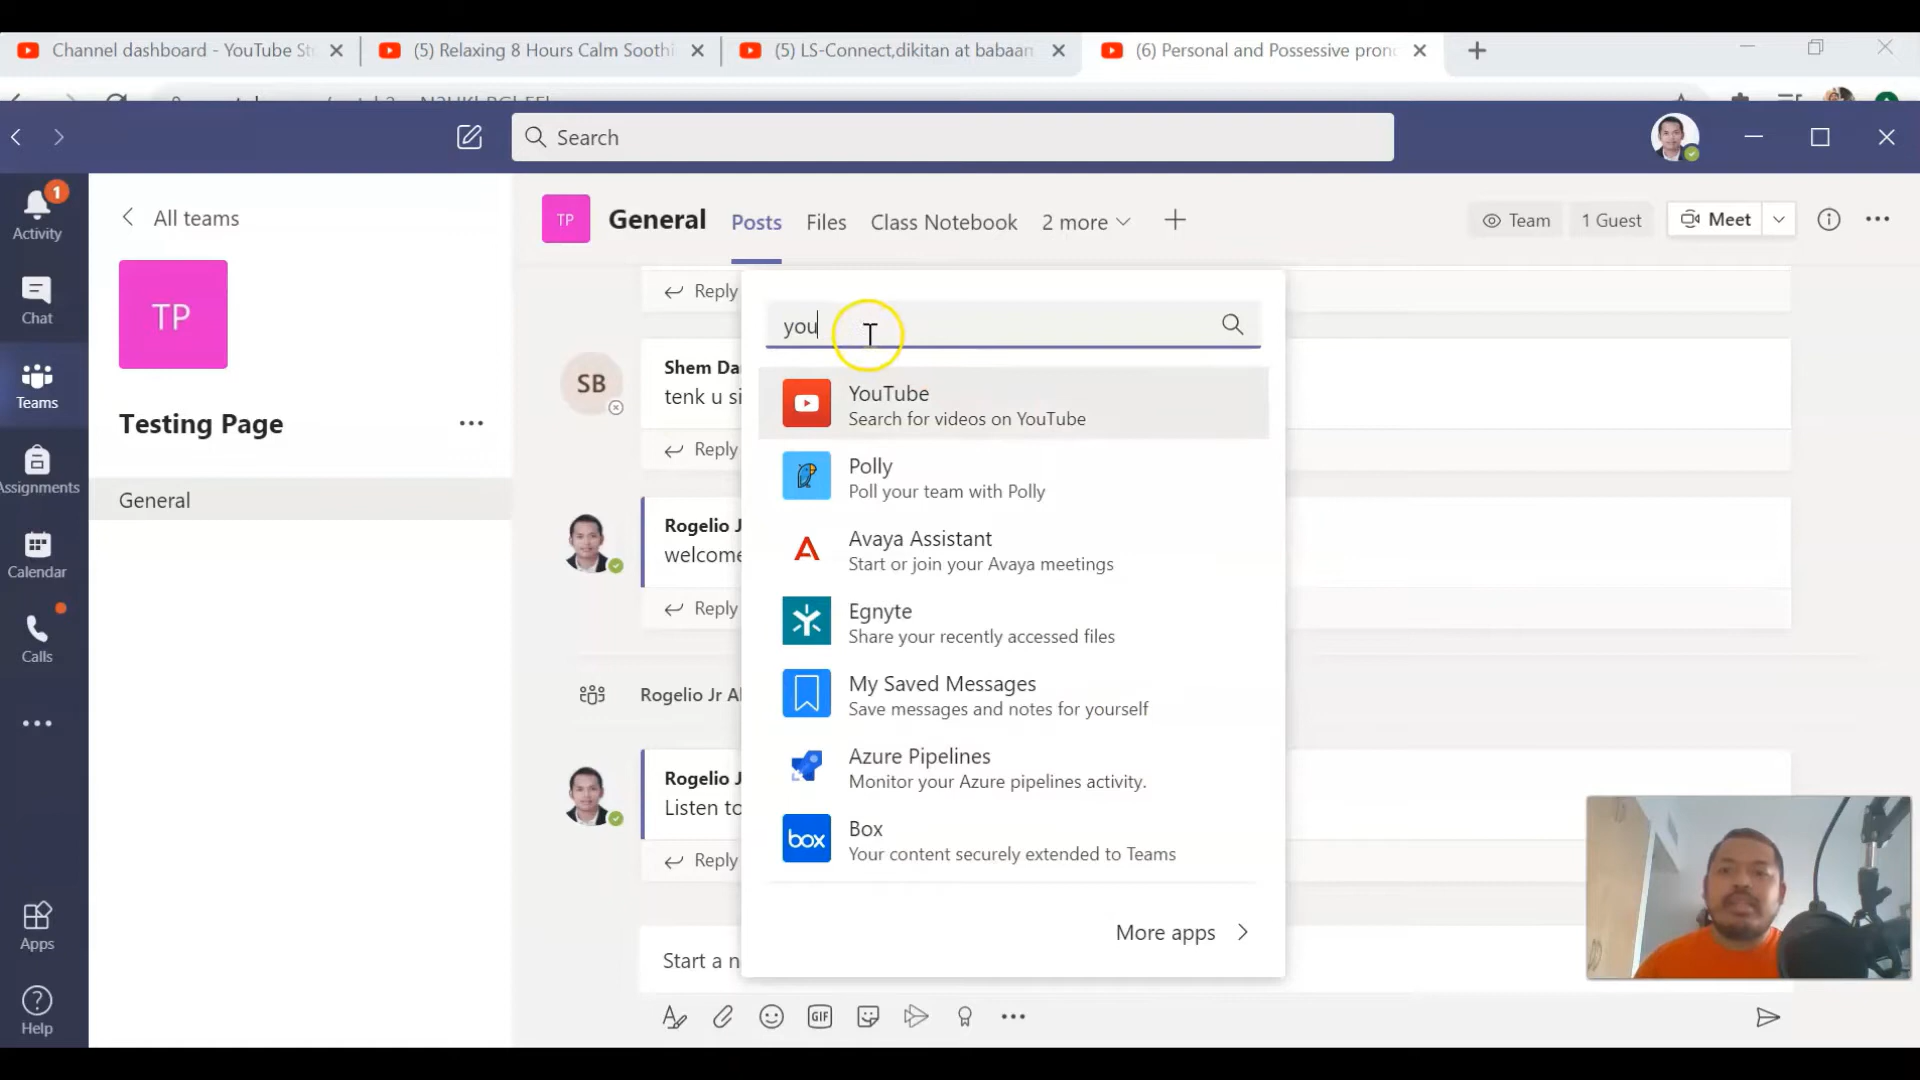 Channel dashboard - YouTube St
(5) Relaxing 8 Hours Calm Soothi
(5) LS-Connect,dikitan at babaan
(6) Personal and Possessive pron
Search
Activity
1
Chat
Teams
Assignments
Calendar
Calls
Apps
Help
All teams
TP
Testing Page
General
TP
General
Posts
Files
Class Notebook
2 more
Team
1 Guest
Meet
Reply
SB
Shem Da
tenk u si
Reply
Rogelio J
welcome
Reply
Rogelio Jr Al
Rogelio J
Listen to
Reply
Start a n
GIF
you
YouTube
Search for videos on YouTube
Polly
Poll your team with Polly
Avaya Assistant
Start or join your Avaya meetings
Egnyte
Share your recently accessed files
My Saved Messages
Save messages and notes for yourself
Azure Pipelines
Monitor your Azure pipelines activity.
box
Box
Your content securely extended to Teams
More apps